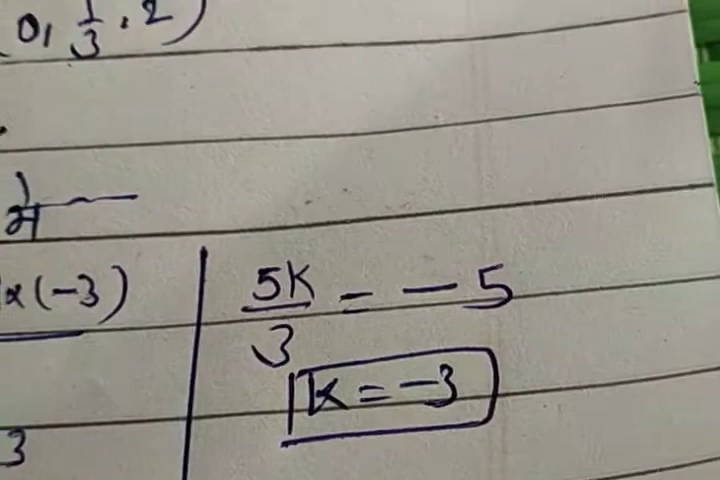 0, 1/3, 2)
x(-3)
3
5K/3 = -5
K = -3